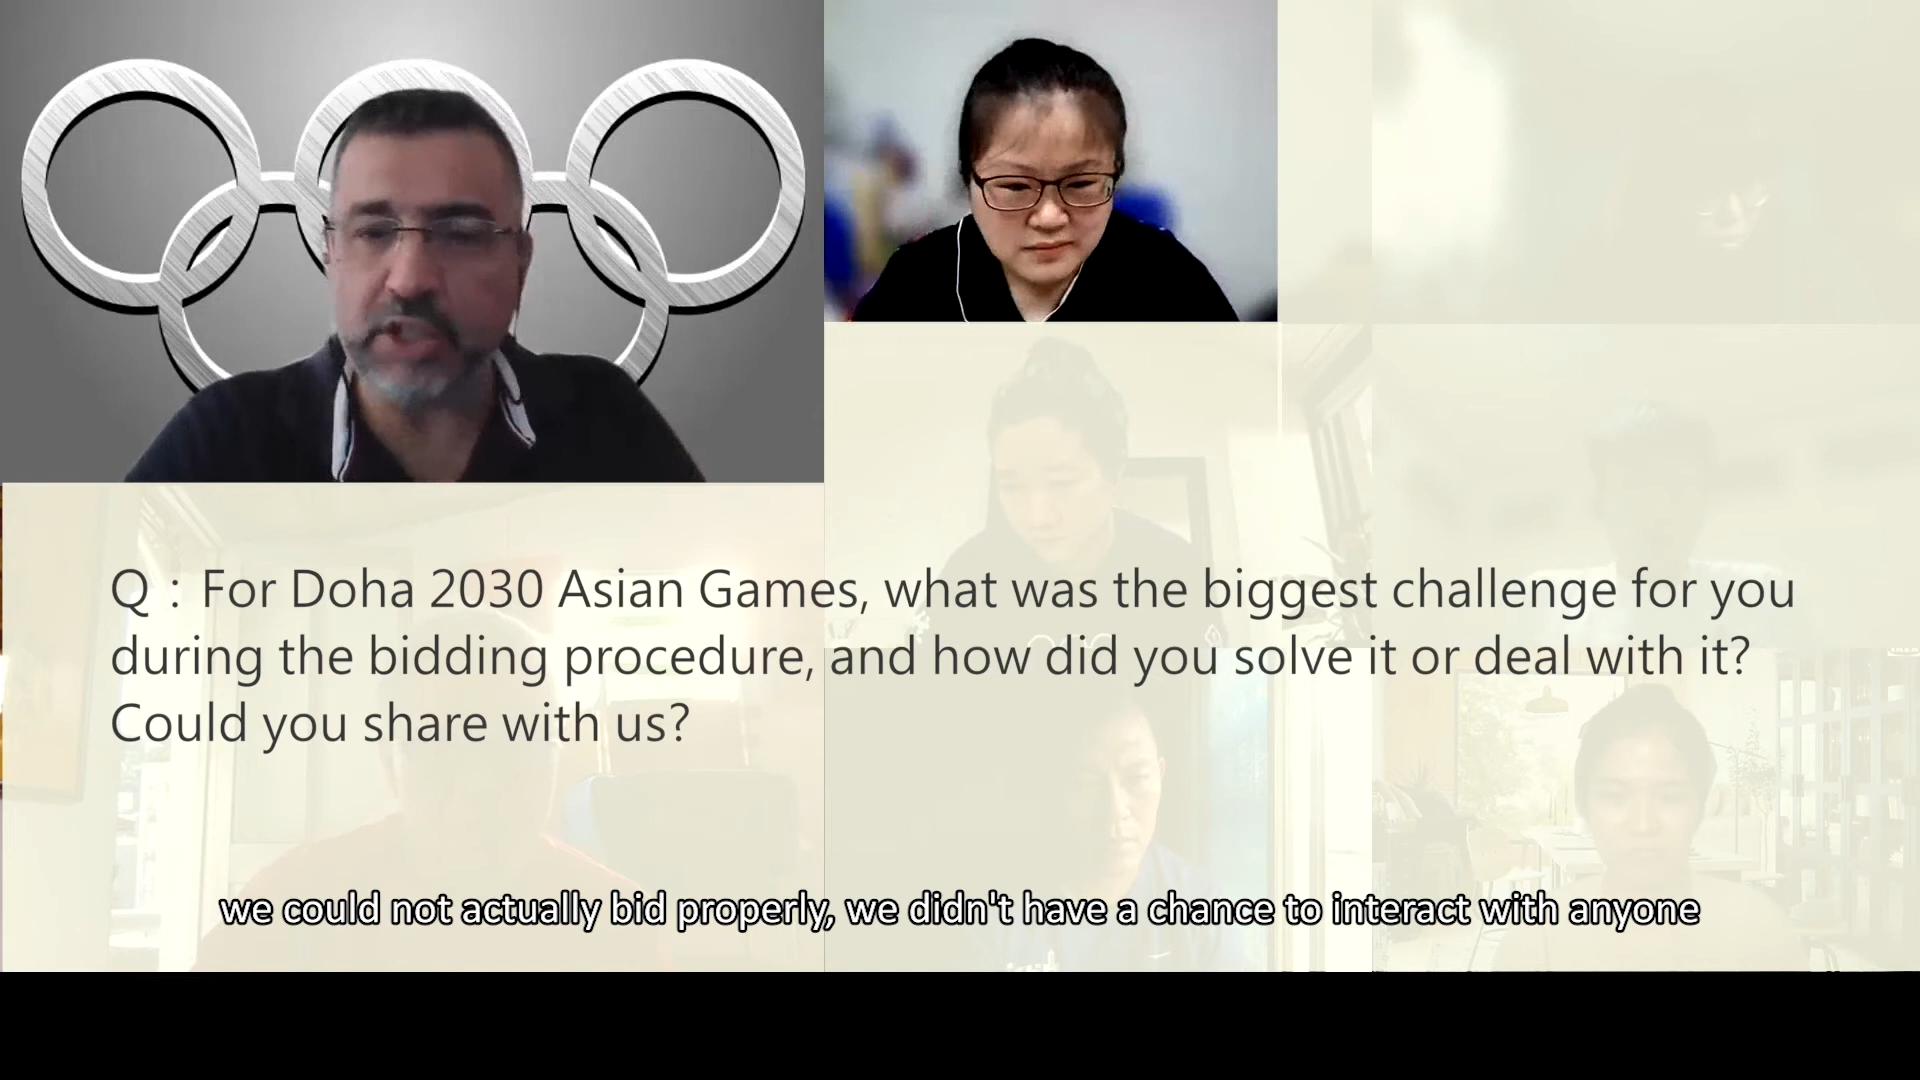 Q : For Doha 2030 Asian Games, what was the biggest challenge for you
during the bidding procedure, and how did you solve it or deal with it?
Could you share with us?
we could not actually bid properly, we didn't have a chance to interact with anyone